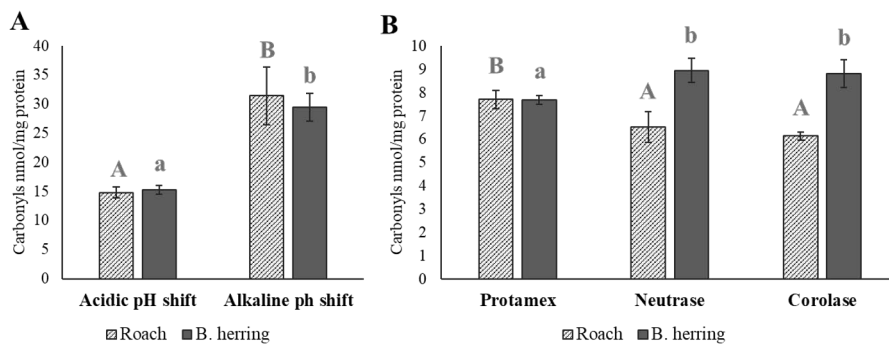 A
Carbonyls nmol/mg protein
40
35
30
25
20
15
10
5
0
A
a
B
b
Acidic pH shift
Alkaline ph shift
Roach
B. herring
B
Carbonyls nmol/mg protein
10
9
8
7
6
5
4
3
2
1
0
B
a
A
b
A
b
Protamex
Neutrase
Corolase
Roach
B. herring